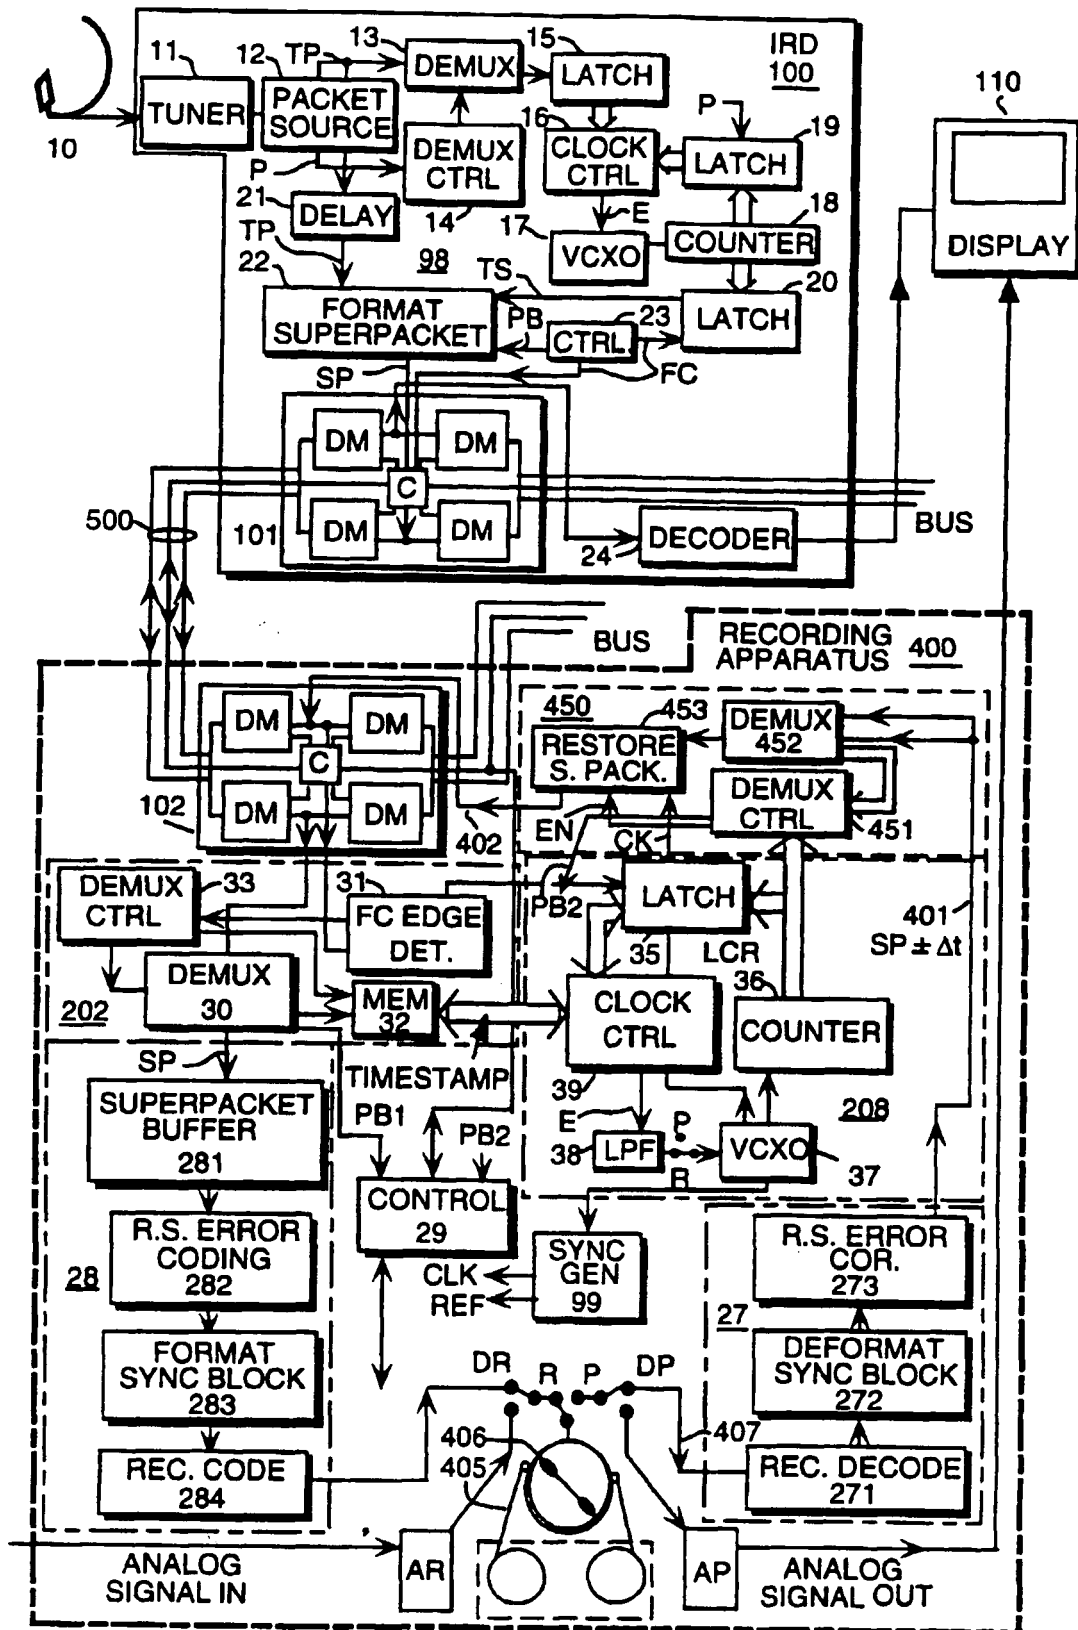 11
TP
12
13
15
IRD
100
110
TUNER
PACKET
SOURCE
DEMUX
LATCH
10
P
DEMUX
CTRL
14
16
CLOCK
CTRL
P
19
LATCH
21
DELAY
TP
22
98
17
E
VCXO
18
COUNTER
DISPLAY
TS
20
FORMAT
SUPERPACKET
PB
23
CTRL
LATCH
SP
FC
DM
DM
C
DM
DM
101
500
24
DECODER
BUS
BUS
RECORDING
APPARATUS
400
DM
DM
C
DM
DM
102
402
450
453
RESTORE
S. PACK.
DEMUX
452
DEMUX
CTRL
451
EN
CK
DEMUX
CTRL
33
31
FC EDGE
DET.
PB2
LATCH
35
LCR
401
SP ± Δt
DEMUX
30
202
MEM
32
CLOCK
CTRL
39
36
COUNTER
SP
TIMESTAMP
208
SUPERPACKET
BUFFER
281
PB1
PB2
E
38
LPF
P
R
VCXO
37
CONTROL
29
R.S. ERROR
CODING
282
28
CLK
REF
SYNC
GEN
99
R.S. ERROR
COR.
273
27
FORMAT
SYNC BLOCK
283
DEFORMAT
SYNC BLOCK
272
DR
R
P
DP
406
405
407
REC. CODE
284
REC. DECODE
271
ANALOG
SIGNAL IN
AR
AP
ANALOG
SIGNAL OUT